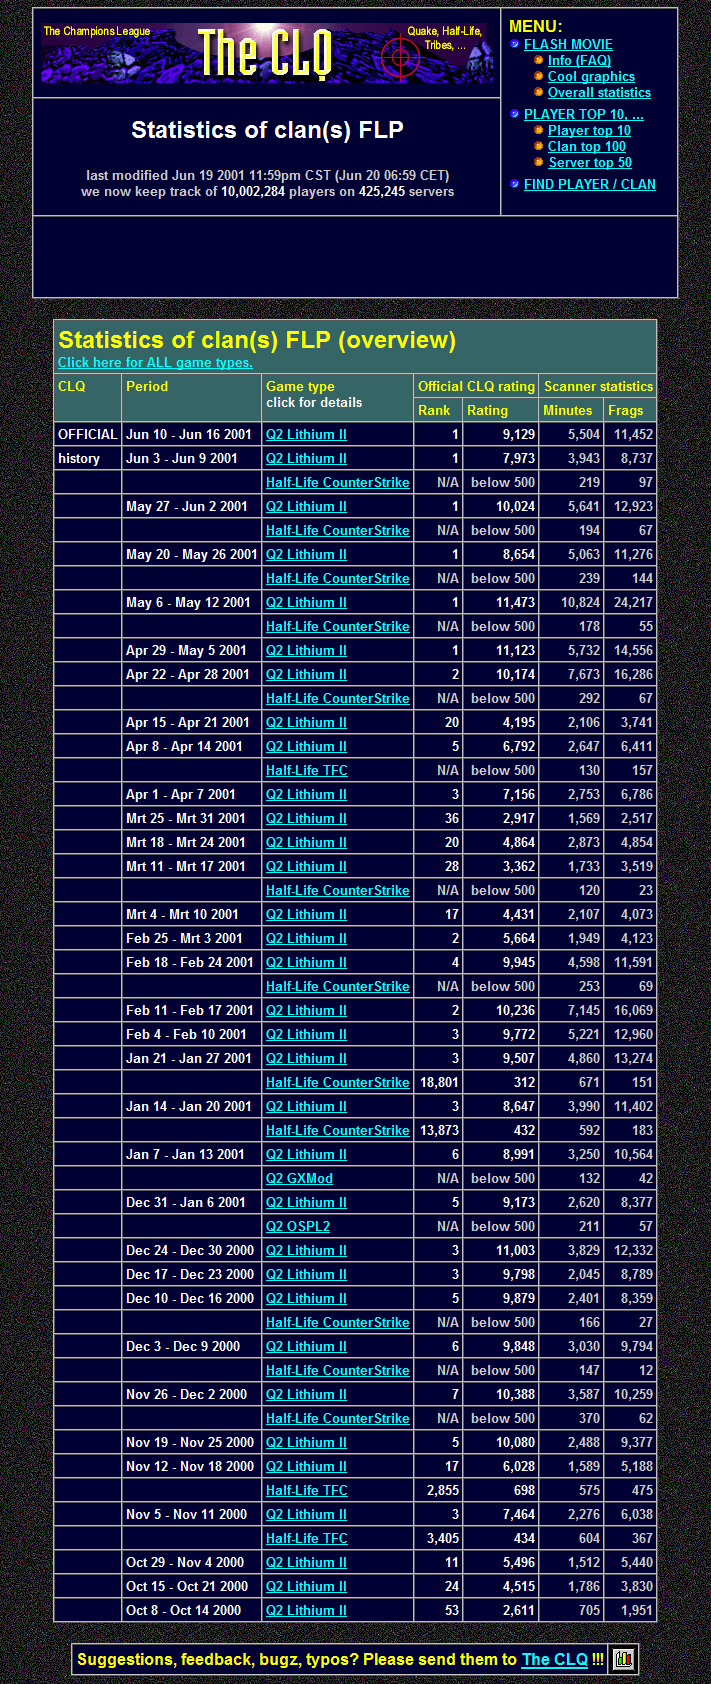 The Champions League
The CLQ
Quake, Half-Life,
Tribes, ...
MENU:
FLASH MOVIE
Info (FAQ)
Cool graphics
Overall statistics
PLAYER TOP 10, ...
Player top 10
Clan top 100
Server top 50
FIND PLAYER / CLAN
Statistics of clan(s) FLP
last modified Jun 19 2001 11:59pm CST (Jun 20 06:59 CET)
we now keep track of 10,002,284 players on 425,245 servers
Statistics of clan(s) FLP (overview)
Click here for ALL game types.
CLQ Period Game type Official CLQ rating Scanner statistics
click for details Rank Rating Minutes Frags
OFFICIAL Jun 10 - Jun 16 2001 Q2 Lithium II 1 9,129 5,504 11,452
history Jun 3 - Jun 9 2001 Q2 Lithium II 1 7,973 3,943 8,737
Half-Life CounterStrike N/A below 500 219 97
May 27 - Jun 2 2001 Q2 Lithium II 1 10,024 5,641 12,923
Half-Life CounterStrike N/A below 500 194 67
May 20 - May 26 2001 Q2 Lithium II 1 8,654 5,063 11,276
Half-Life CounterStrike N/A below 500 239 144
May 6 - May 12 2001 Q2 Lithium II 1 11,473 10,824 24,217
Half-Life CounterStrike N/A below 500 178 55
Apr 29 - May 5 2001 Q2 Lithium II 1 11,123 5,732 14,556
Apr 22 - Apr 28 2001 Q2 Lithium II 2 10,174 7,673 16,286
Half-Life CounterStrike N/A below 500 292 67
Apr 15 - Apr 21 2001 Q2 Lithium II 20 4,195 2,106 3,741
Apr 8 - Apr 14 2001 Q2 Lithium II 5 6,792 2,647 6,411
Half-Life TFC N/A below 500 130 157
Apr 1 - Apr 7 2001 Q2 Lithium II 3 7,156 2,753 6,786
Mrt 25 - Mrt 31 2001 Q2 Lithium II 36 2,917 1,569 2,517
Mrt 18 - Mrt 24 2001 Q2 Lithium II 20 4,864 2,873 4,854
Mrt 11 - Mrt 17 2001 Q2 Lithium II 28 3,362 1,733 3,519
Half-Life CounterStrike N/A below 500 120 23
Mrt 4 - Mrt 10 2001 Q2 Lithium II 17 4,431 2,107 4,073
Feb 25 - Mrt 3 2001 Q2 Lithium II 2 5,664 1,949 4,123
Feb 18 - Feb 24 2001 Q2 Lithium II 4 9,945 4,598 11,591
Half-Life CounterStrike N/A below 500 253 69
Feb 11 - Feb 17 2001 Q2 Lithium II 2 10,236 7,145 16,069
Feb 4 - Feb 10 2001 Q2 Lithium II 3 9,772 5,221 12,960
Jan 21 - Jan 27 2001 Q2 Lithium II 3 9,507 4,860 13,274
Half-Life CounterStrike 18,801 312 671 151
Jan 14 - Jan 20 2001 Q2 Lithium II 3 8,647 3,990 11,402
Half-Life CounterStrike 13,873 432 592 183
Jan 7 - Jan 13 2001 Q2 Lithium II 6 8,991 3,250 10,564
Q2 GXMod N/A below 500 132 42
Dec 31 - Jan 6 2001 Q2 Lithium II 5 9,173 2,620 8,377
Q2 OSPL2 N/A below 500 211 57
Dec 24 - Dec 30 2000 Q2 Lithium II 3 11,003 3,829 12,332
Dec 17 - Dec 23 2000 Q2 Lithium II 3 9,798 2,045 8,789
Dec 10 - Dec 16 2000 Q2 Lithium II 5 9,879 2,401 8,359
Half-Life CounterStrike N/A below 500 166 27
Dec 3 - Dec 9 2000 Q2 Lithium II 6 9,848 3,030 9,794
Half-Life CounterStrike N/A below 500 147 12
Nov 26 - Dec 2 2000 Q2 Lithium II 7 10,388 3,587 10,259
Half-Life CounterStrike N/A below 500 370 62
Nov 19 - Nov 25 2000 Q2 Lithium II 5 10,080 2,488 9,377
Nov 12 - Nov 18 2000 Q2 Lithium II 17 6,028 1,589 5,188
Half-Life TFC 2,855 698 575 475
Nov 5 - Nov 11 2000 Q2 Lithium II 3 7,464 2,276 6,038
Half-Life TFC 3,405 434 604 367
Oct 29 - Nov 4 2000 Q2 Lithium II 11 5,496 1,512 5,440
Oct 15 - Oct 21 2000 Q2 Lithium II 24 4,515 1,786 3,830
Oct 8 - Oct 14 2000 Q2 Lithium II 53 2,611 705 1,951
Suggestions, feedback, bugz, typos? Please send them to The CLQ !!!